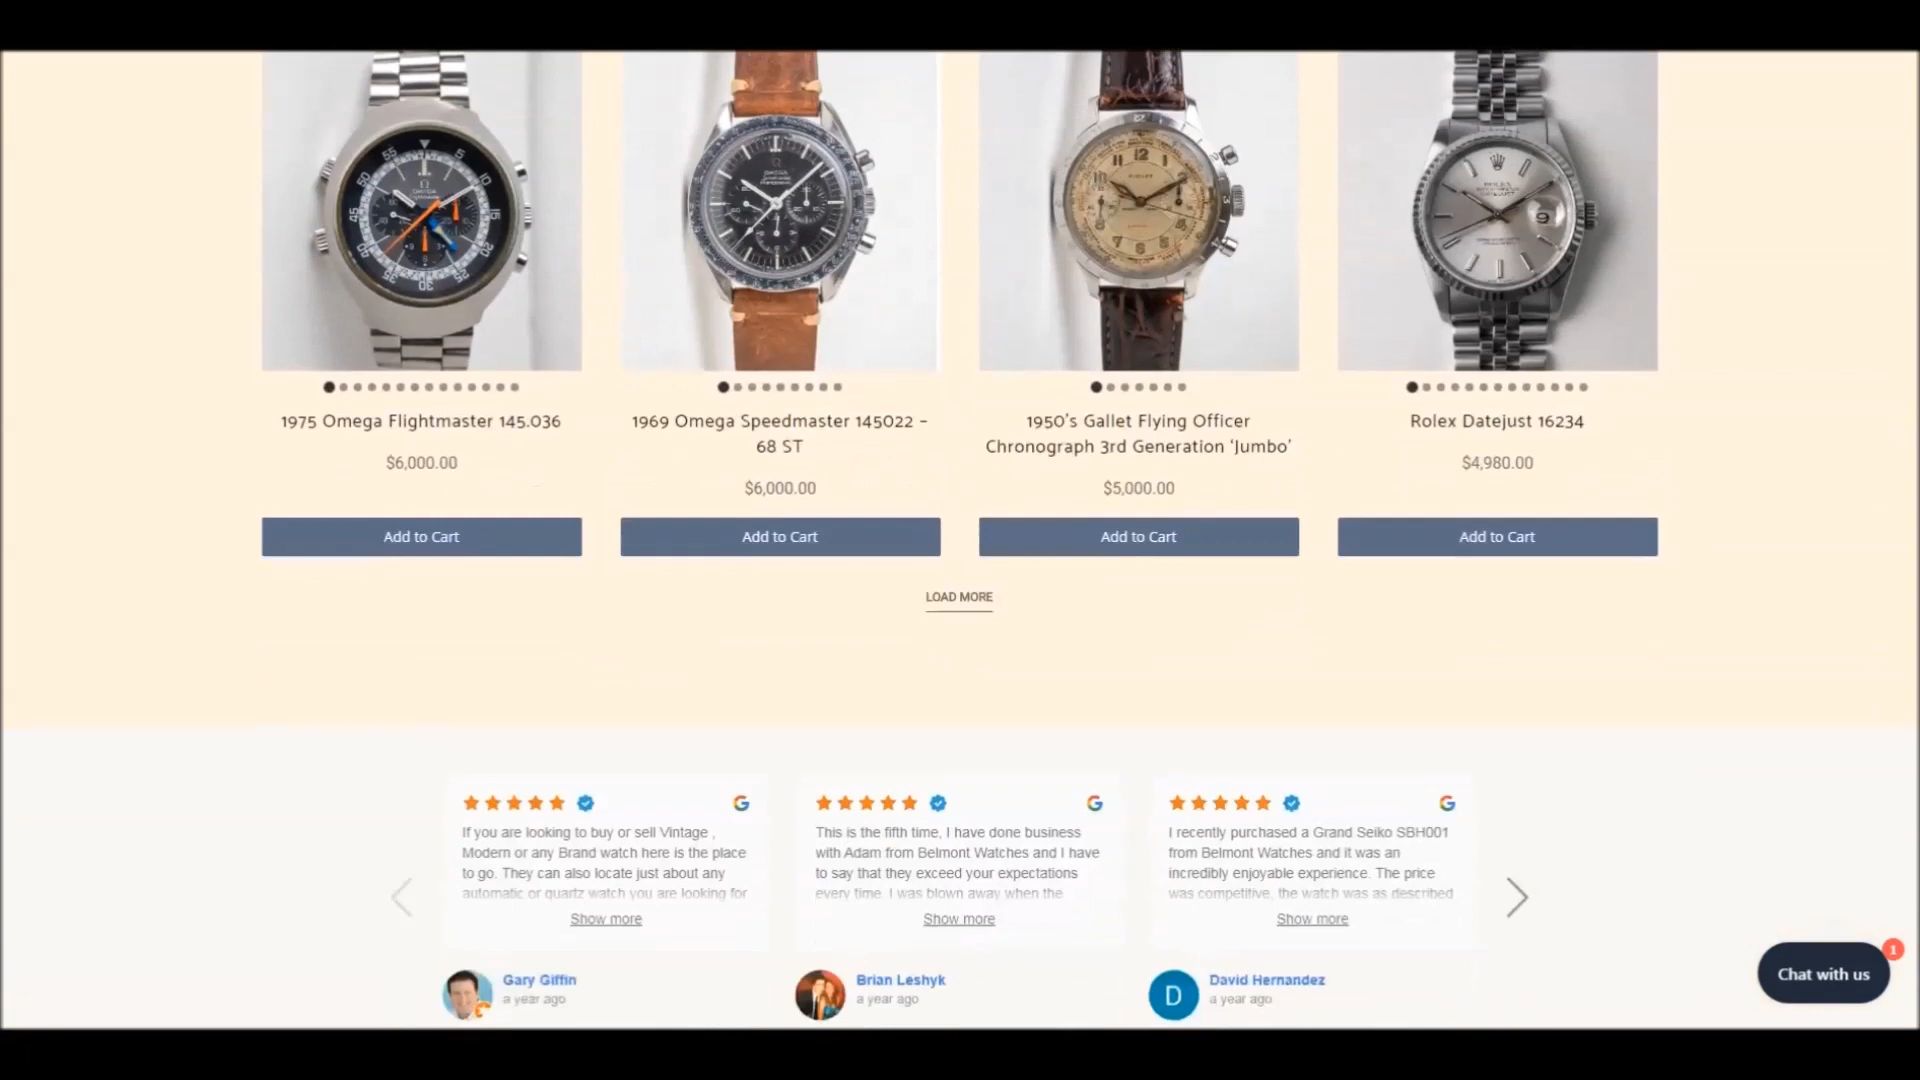 1975 Omega Flightmaster 145.036
$6,000.00
Add to Cart
1969 Omega Speedmaster 145022 –
68 ST
$6,000.00
Add to Cart
1950's Gallet Flying Officer
Chronograph 3rd Generation 'Jumbo'
$5,000.00
Add to Cart
Rolex Datejust 16234
$4,980.00
Add to Cart
LOAD MORE
If you are looking to buy or sell Vintage ,
Modern or any Brand watch here is the place
to go. They can also locate just about any
automatic or quartz watch you are looking for
Show more
Gary Giffin
a year ago
This is the fifth time, I have done business
with Adam from Belmont Watches and I have
to say that they exceed your expectations
every time. I was blown away when the
Show more
Brian Leshyk
a year ago
I recently purchased a Grand Seiko SBH001
from Belmont Watches and it was an
incredibly enjoyable experience. The price
was competitive, the watch was as described
Show more
D
David Hernandez
a year ago
Chat with us
1